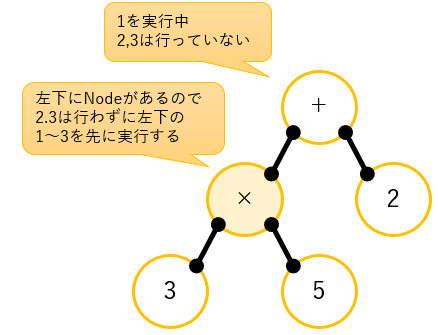 1を実行中
2,3は行っていない
左下にNodeがあるので
2.3は行わずに左下の
1～3を先に実行する
＋
×
2
3
5